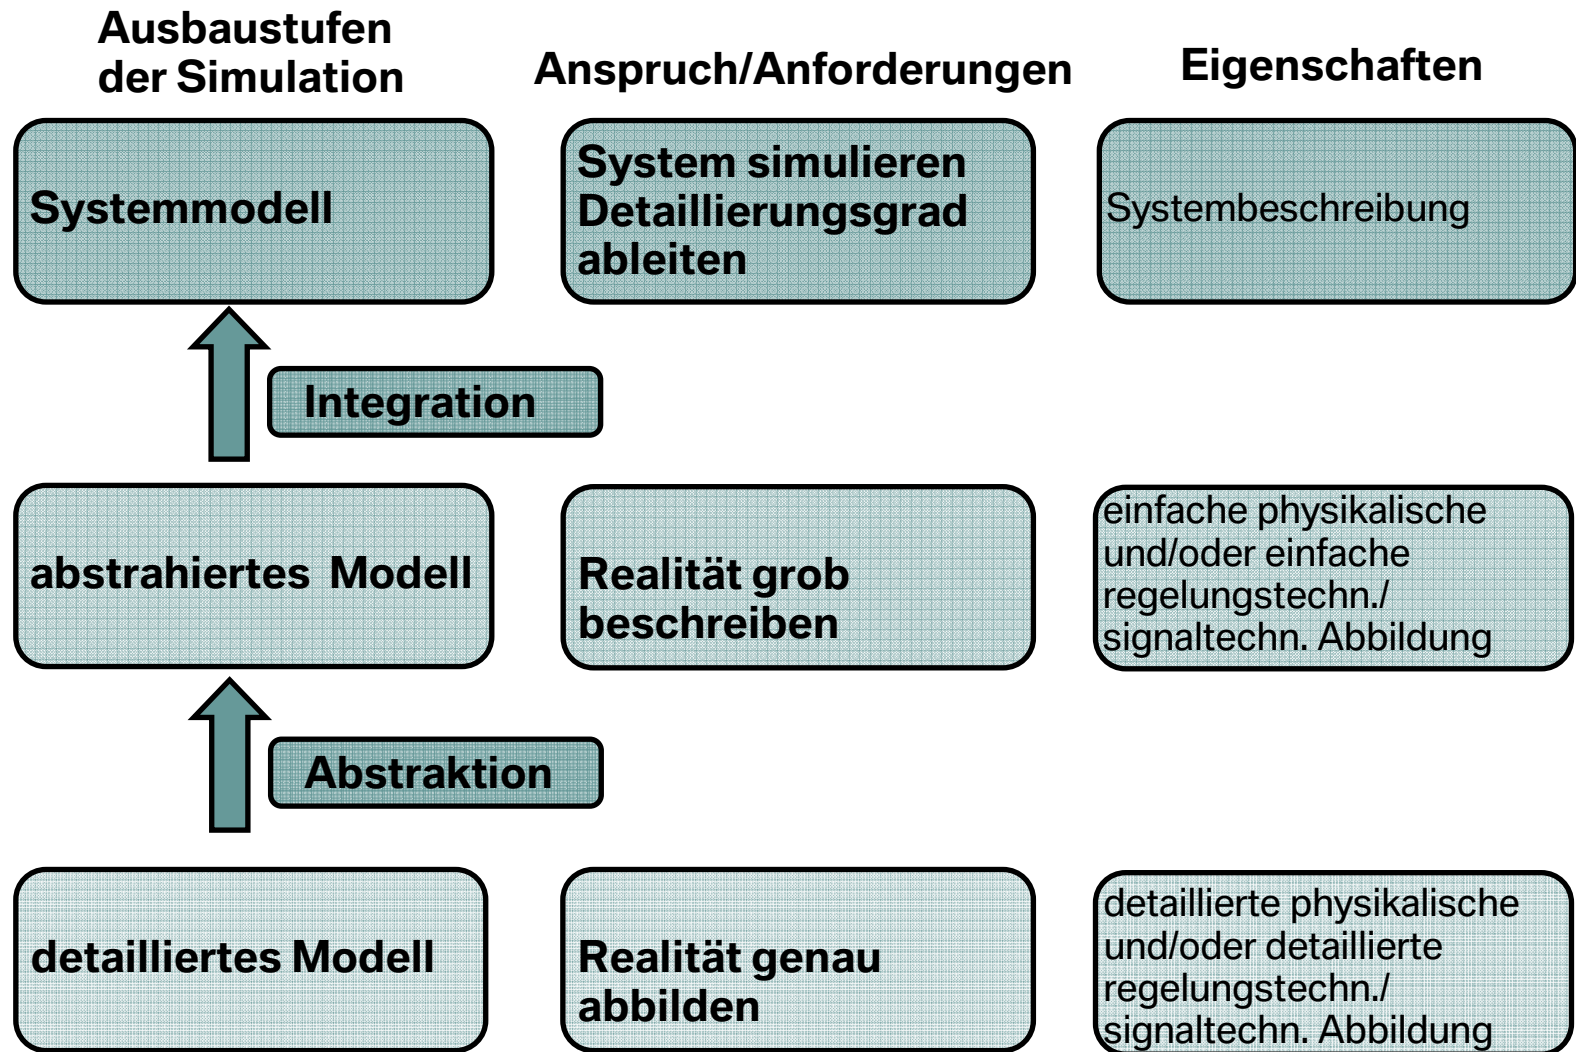 Ausbaustufen
der Simulation
Anspruch/Anforderungen
Eigenschaften
Systemmodell
System simulieren
Detaillierungsgrad
ableiten
Systembeschreibung
Integration
abstrahiertes Modell
Realität grob
beschreiben
einfache physikalische
und/oder einfache
regelungstechn./
signaltechn. Abbildung
Abstraktion
detailliertes Modell
Realität genau
abbilden
detaillierte physikalische
und/oder detaillierte
regelungstechn./
signaltechn. Abbildung